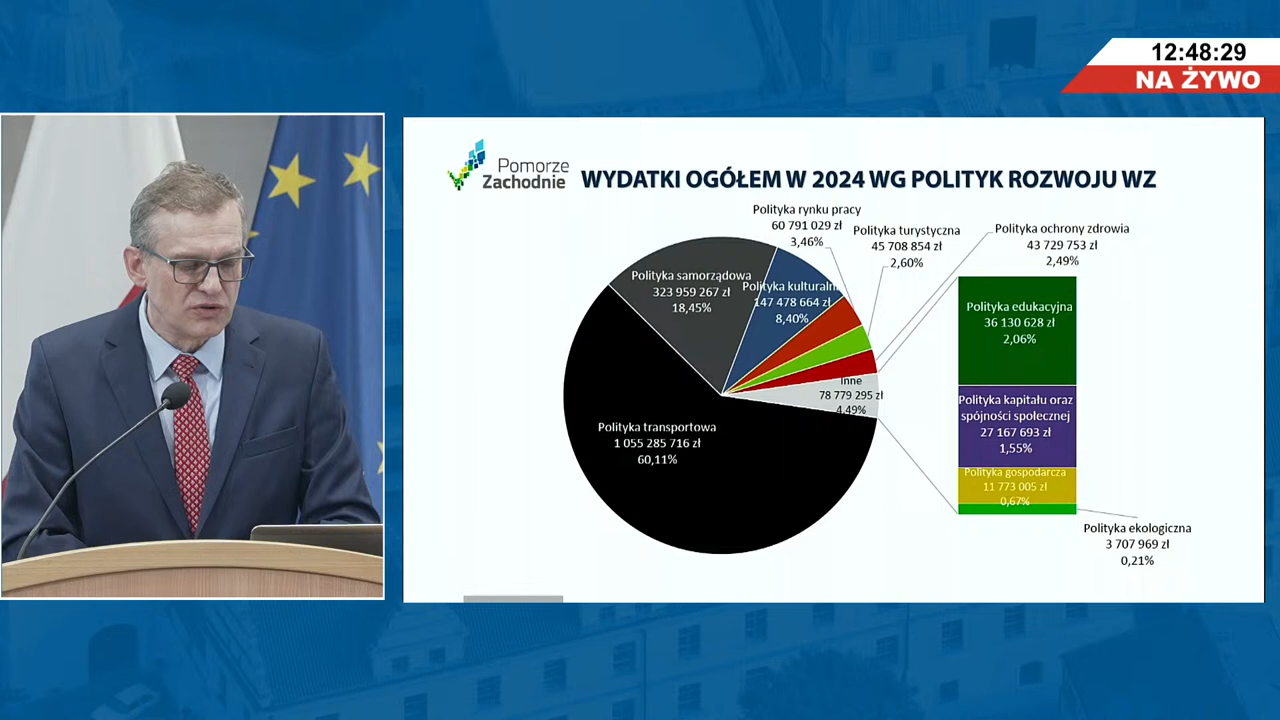 12:48:29
NA ŻYWO
Pomorze
Zachodnie
WYDATKI OGÓŁEM W 2024 WG POLITYK ROZWOJU WZ
Polityka rynku pracy
60 791 029 zł
3,46%
Polityka turystyczna
45 708 854 zł
2,60%
Polityka ochrony zdrowia
43 729 753 zł
2,49%
Polityka samorządowa
323 959 267 zł
18,45%
Polityka kulturaln
147 478 664 zł
8,40%
Inne
78 779 295 zł
4,49%
Polityka transportowa
1 055 285 716 zł
60,11%
Polityka edukacyjna
36 130 628 zł
2,06%
Polityka kapitału oraz
spójności społecznej
27 167 693 zł
1,55%
Polityka gospodarcza
11 773 005 zł
0,67%
Polityka ekologiczna
3 707 969 zł
0,21%